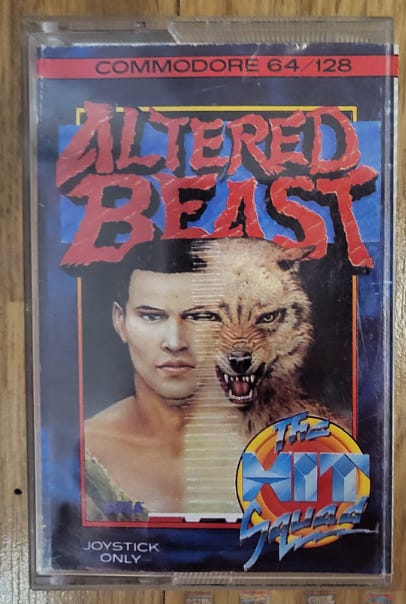 COMMODORE 64/128
ALTERED
BEAST
THE
HIT
SQUAD
JOYSTICK
ONLY